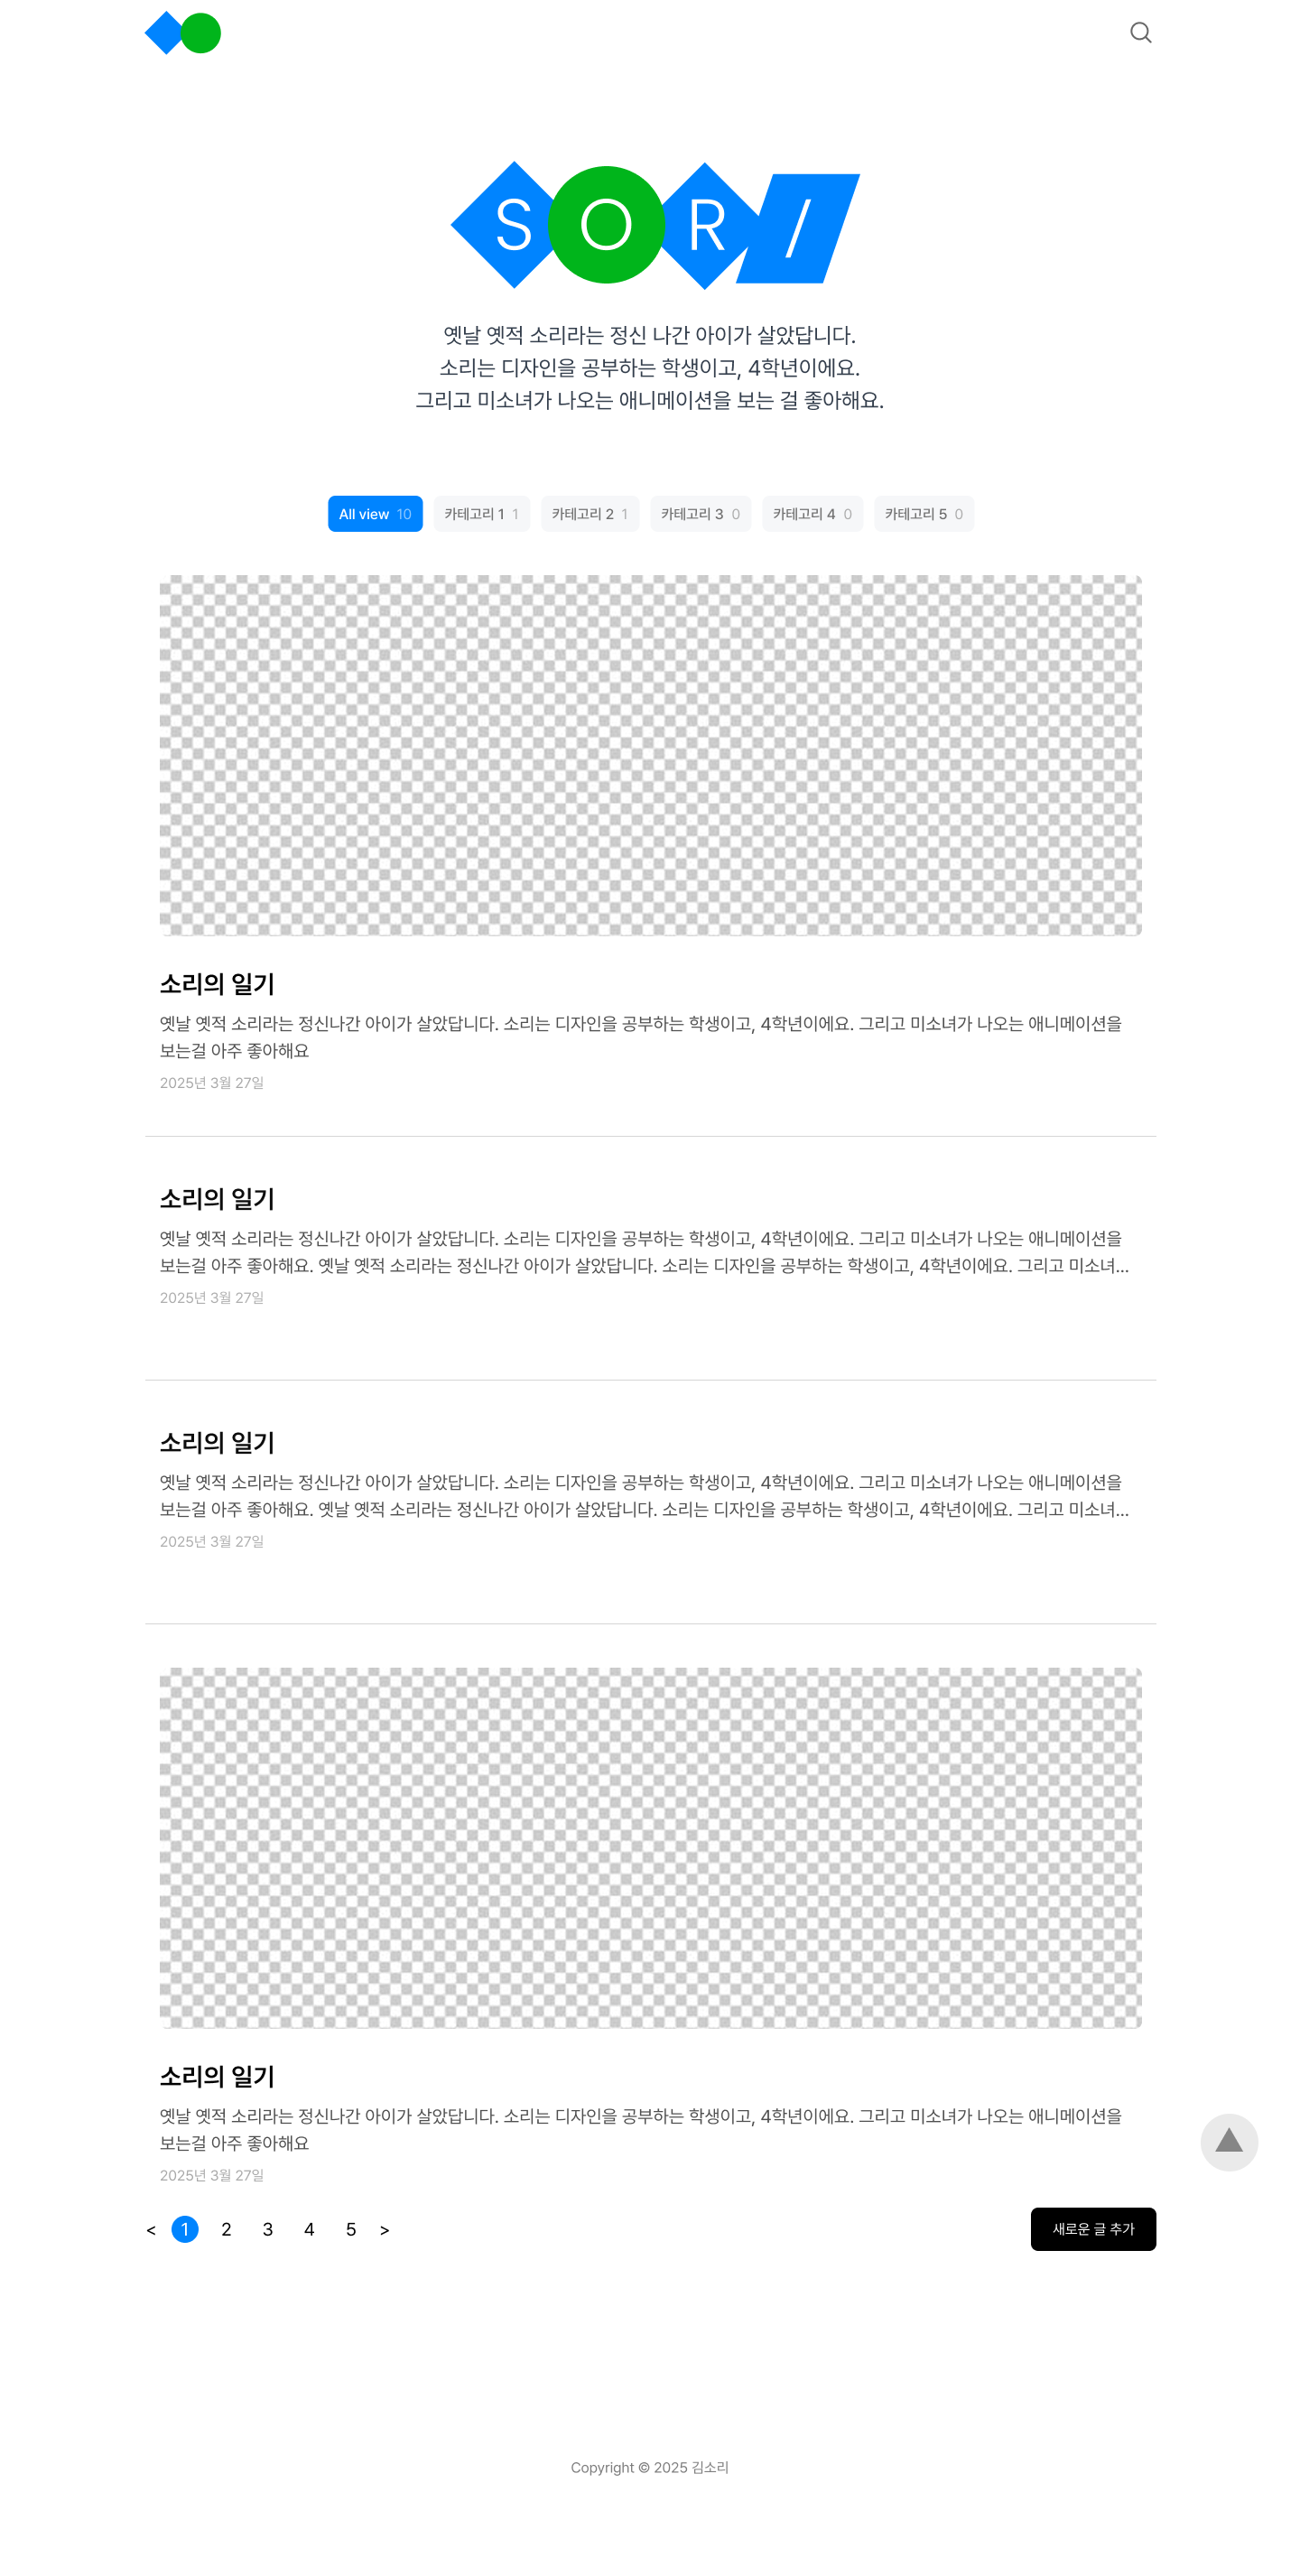 SOR/
옛날 옛적 소리라는 정신 나간 아이가 살았답니다.
소리는 디자인을 공부하는 학생이고, 4학년이에요.
그리고 미소녀가 나오는 애니메이션을 보는 걸 좋아해요.
All view 10 카테고리 1 1 카테고리 2 1 카테고리 3 0 카테고리 4 0 카테고리 5 0
소리의 일기
옛날 옛적 소리라는 정신나간 아이가 살았답니다. 소리는 디자인을 공부하는 학생이고, 4학년이에요. 그리고 미소녀가 나오는 애니메이션을
보는걸 아주 좋아해요
2025년 3월 27일
소리의 일기
옛날 옛적 소리라는 정신나간 아이가 살았답니다. 소리는 디자인을 공부하는 학생이고, 4학년이에요. 그리고 미소녀가 나오는 애니메이션을
보는걸 아주 좋아해요. 옛날 옛적 소리라는 정신나간 아이가 살았답니다. 소리는 디자인을 공부하는 학생이고, 4학년이에요. 그리고 미소녀...
2025년 3월 27일
소리의 일기
옛날 옛적 소리라는 정신나간 아이가 살았답니다. 소리는 디자인을 공부하는 학생이고, 4학년이에요. 그리고 미소녀가 나오는 애니메이션을
보는걸 아주 좋아해요. 옛날 옛적 소리라는 정신나간 아이가 살았답니다. 소리는 디자인을 공부하는 학생이고, 4학년이에요. 그리고 미소녀...
2025년 3월 27일
소리의 일기
옛날 옛적 소리라는 정신나간 아이가 살았답니다. 소리는 디자인을 공부하는 학생이고, 4학년이에요. 그리고 미소녀가 나오는 애니메이션을
보는걸 아주 좋아해요
2025년 3월 27일
< 1 2 3 4 5 > 새로운 글 추가
Copyright © 2025 김소리